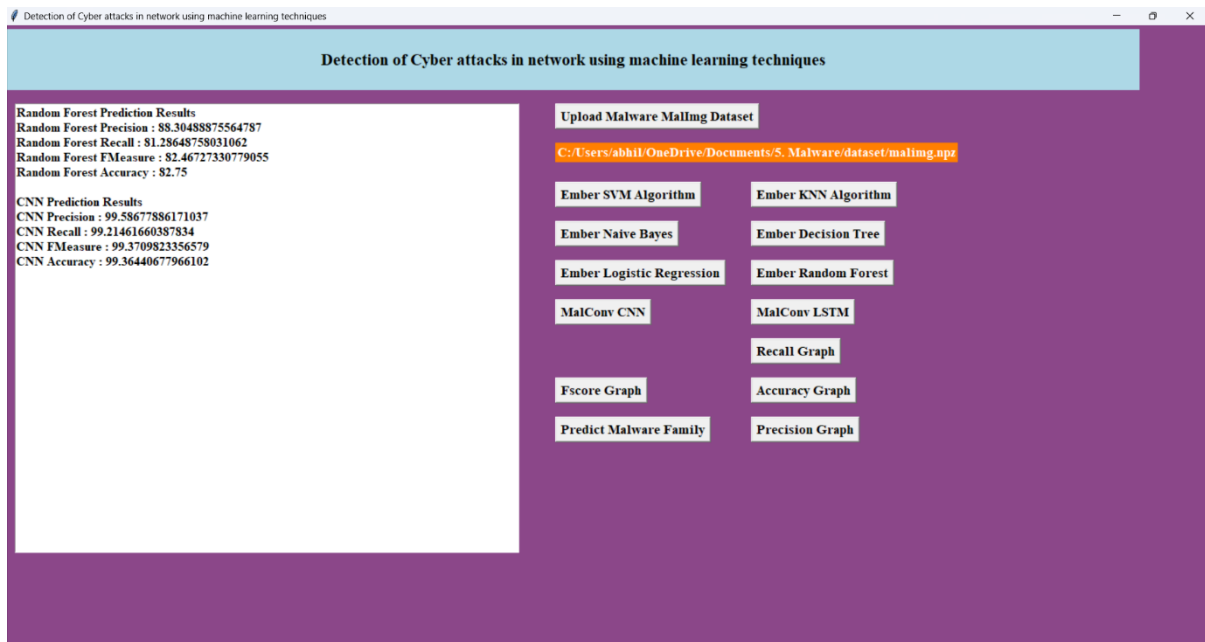 Detection of Cyber attacks in network using machine learning techniques
Detection of Cyber attacks in network using machine learning techniques
Random Forest Prediction Results
Random Forest Precision : 88.30488875564787
Random Forest Recall : 81.28648758031062
Random Forest FMeasure : 82.46727330779055
Random Forest Accuracy : 82.75
CNN Prediction Results
CNN Precision : 99.58677886171037
CNN Recall : 99.21461660387834
CNN FMeasure : 99.3709823356579
CNN Accuracy : 99.36440677966102
Upload Malware MalImg Dataset
C:/Users/abhil/OneDrive/Documents/5. Malware/dataset/malimg.npz
Ember SVM Algorithm
Ember KNN Algorithm
Ember Naive Bayes
Ember Decision Tree
Ember Logistic Regression
Ember Random Forest
MalConv CNN
MalConv LSTM
Recall Graph
Fscore Graph
Accuracy Graph
Predict Malware Family
Precision Graph